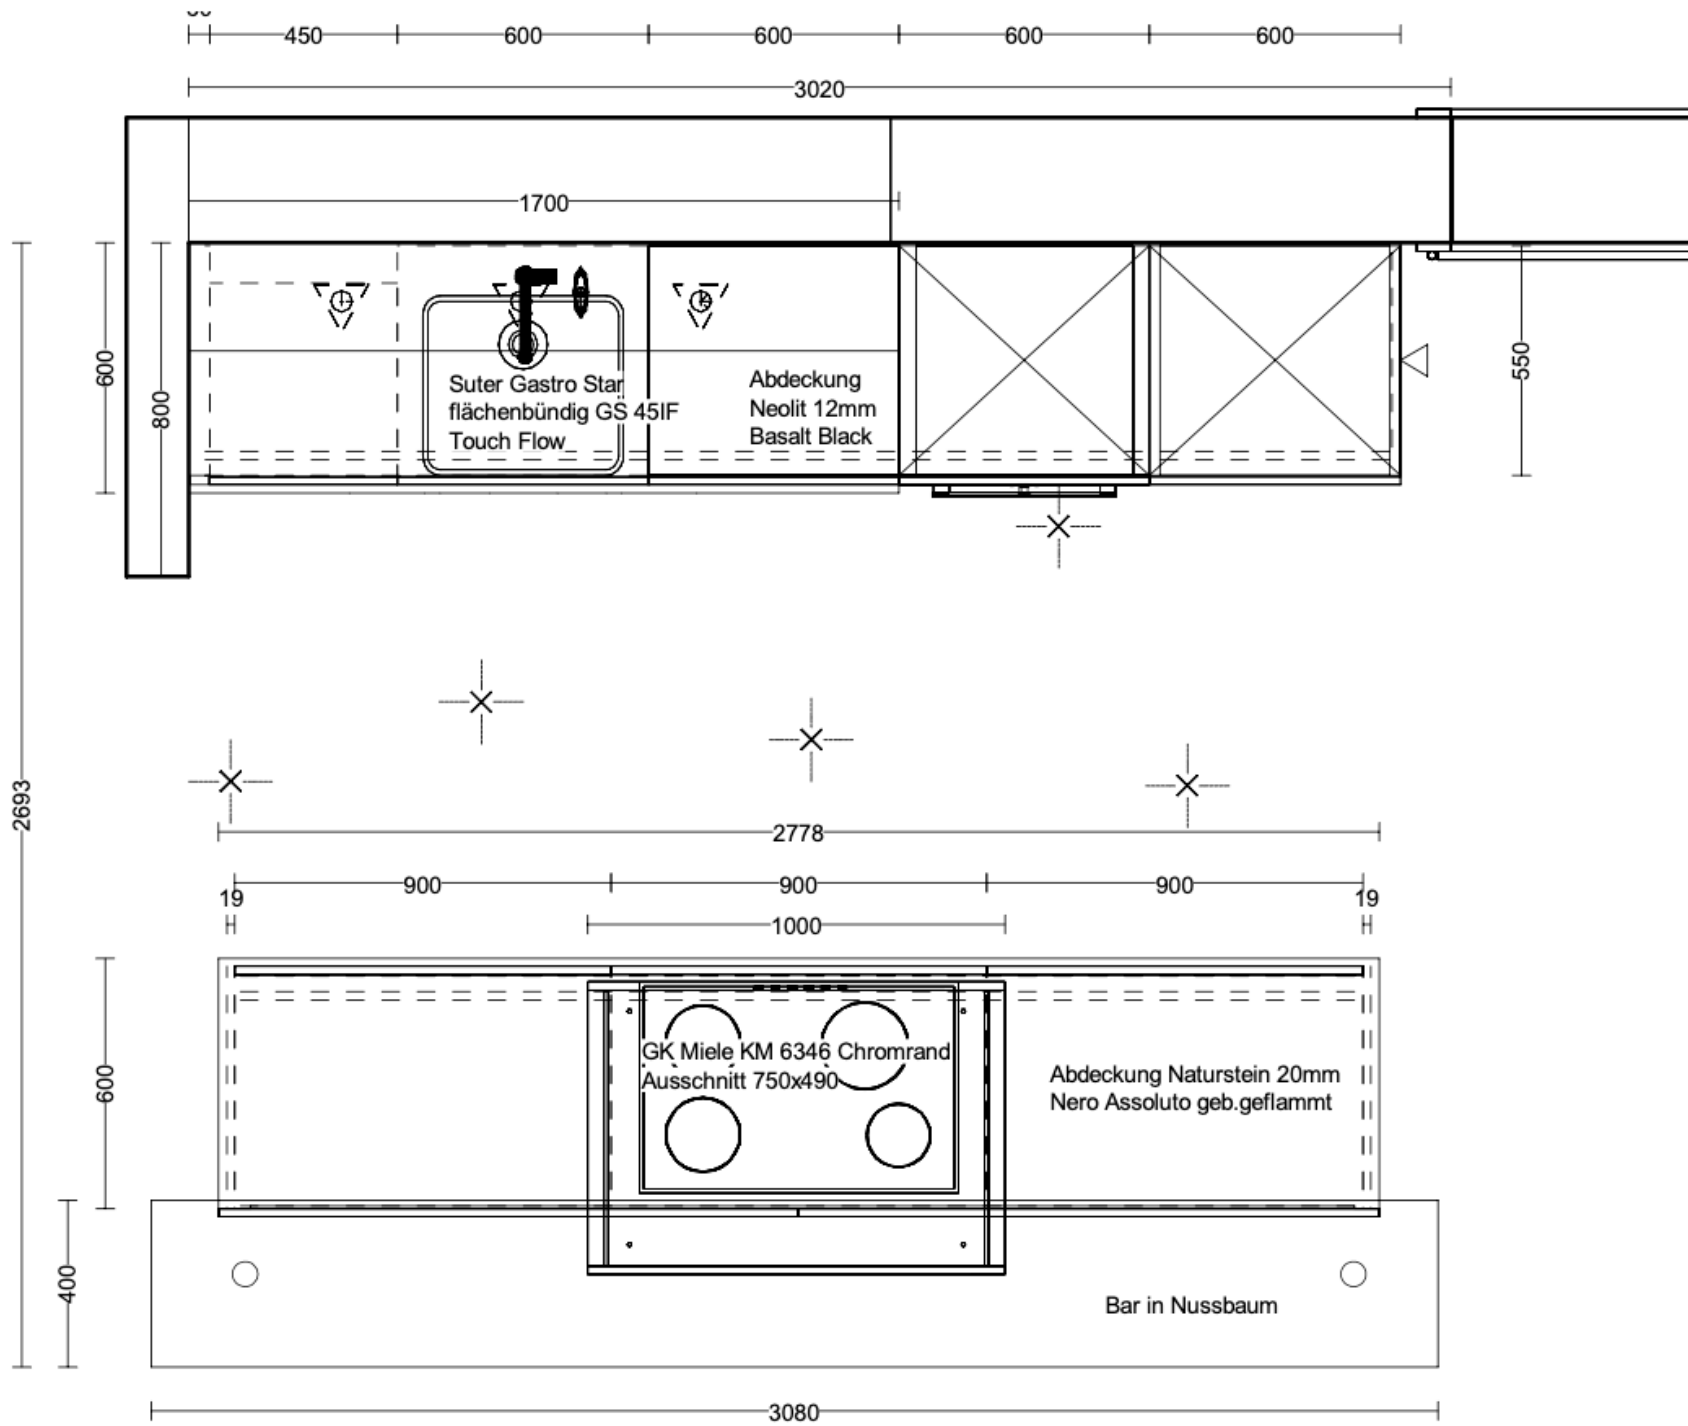 450 600 600 600 600
3020
1700
600
800
550
Suter Gastro Star
flächenbündig GS 45IF
Touch Flow
Abdeckung
Neolit 12mm
Basalt Black
2693
2778
900 900 900
19 19
1000
600
GK Miele KM 6346 Chromrand
Ausschnitt 750x490
Abdeckung Naturstein 20mm
Nero Assoluto geb.geflammt
400
Bar in Nussbaum
3080